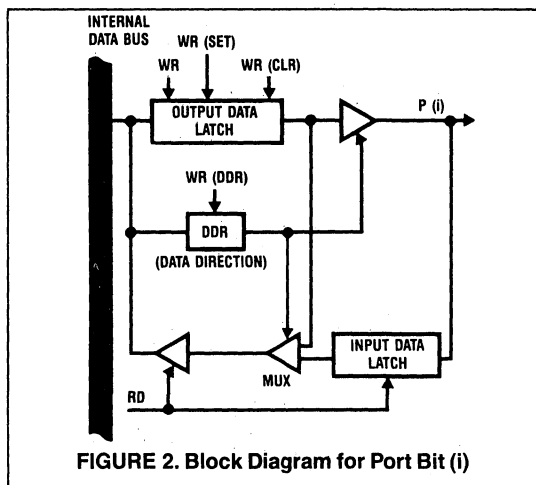 INTERNAL
DATA BUS
WR (SET)
WR
WR (CLR)
OUTPUT DATA
LATCH
P (i)
WR (DDR)
DDR
(DATA DIRECTION)
INPUT DATA
LATCH
MUX
RD
FIGURE 2. Block Diagram for Port Bit (i)